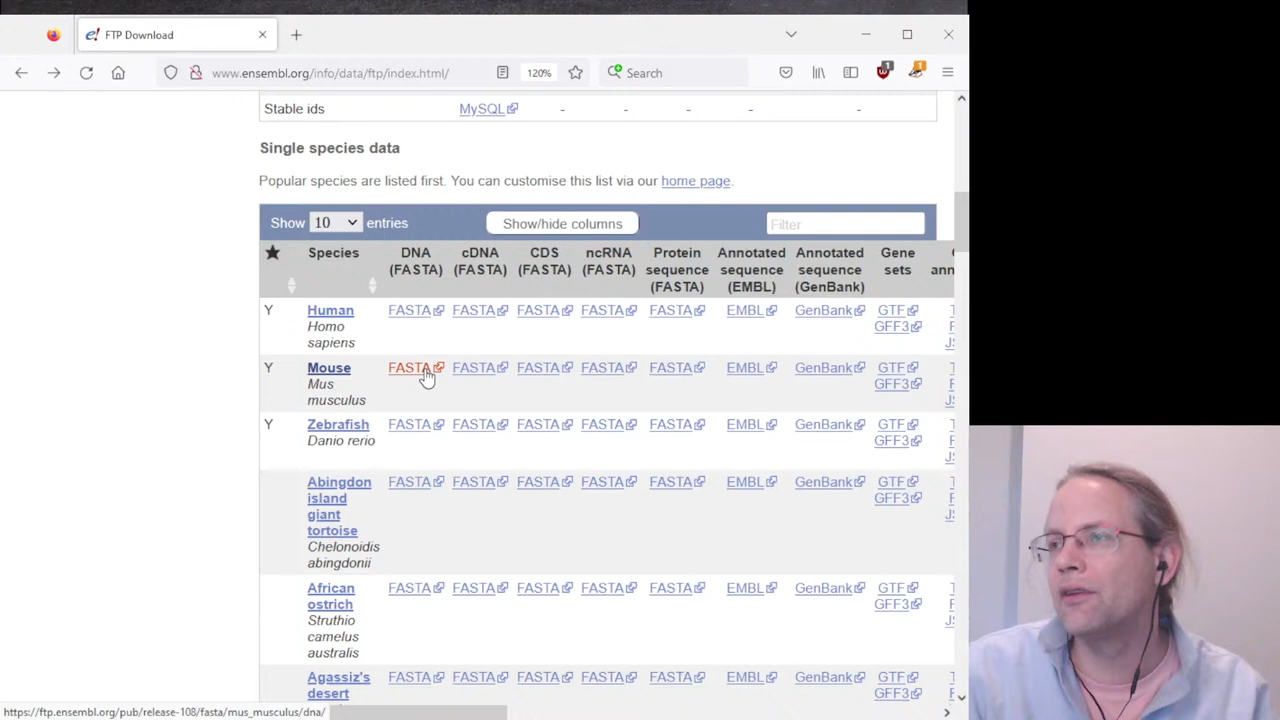 FTP Download
www.ensembl.org/info/data/ftp/index.html/
120%
Search
1
1
Stable ids MySQL - - - - -
Single species data
Popular species are listed first. You can customise this list via our home page.
Show 10 entries Show/hide columns Filter
Species DNA (FASTA) cDNA (FASTA) CDS (FASTA) ncRNA (FASTA) Protein sequence (FASTA) Annotated sequence (EMBL) Annotated sequence (GenBank) Gene sets
Y Human FASTA FASTA FASTA FASTA FASTA EMBL GenBank GTF
Homo GFF3
sapiens
Y Mouse FASTA FASTA FASTA FASTA FASTA EMBL GenBank GTF
Mus GFF3
musculus
Y Zebrafish FASTA FASTA FASTA FASTA FASTA EMBL GenBank GTF
Danio rerio GFF3
Abingdon FASTA FASTA FASTA FASTA FASTA EMBL GenBank GTF
island GFF3
giant
tortoise
Chelonoidis
abingdonii
African FASTA FASTA FASTA FASTA FASTA EMBL GenBank GTF
ostrich GFF3
Struthio
camelus
australis
Agassiz's FASTA FASTA FASTA FASTA FASTA EMBL GenBank GTF
desert GFF3
https://ftp.ensembl.org/pub/release-108/fasta/mus_musculus/dna/